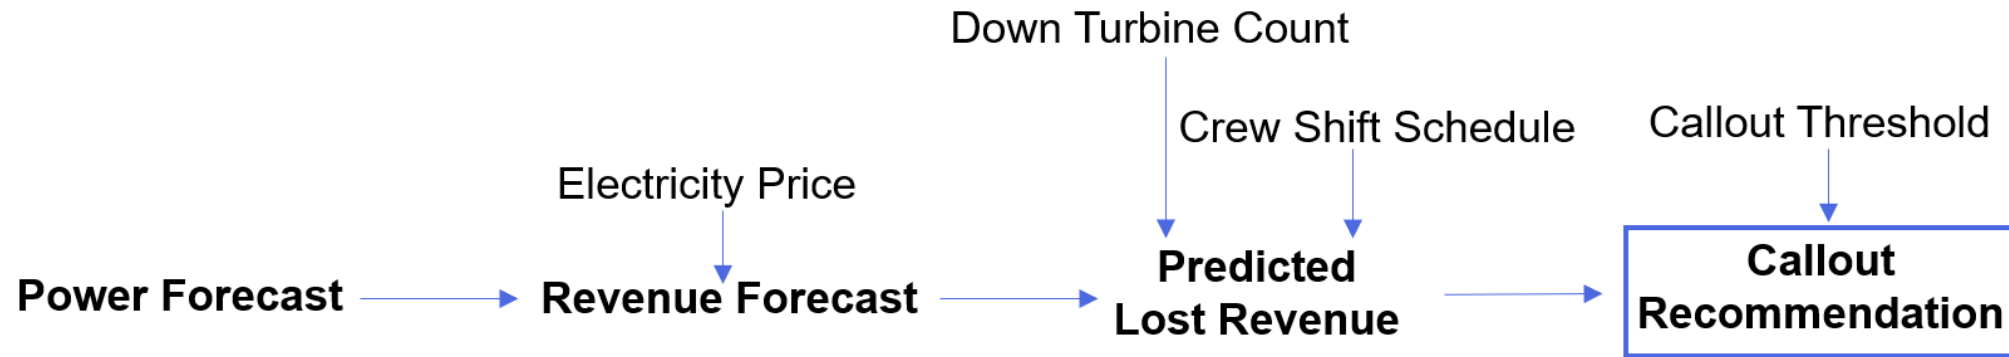 Down Turbine Count
Crew Shift Schedule
Callout Threshold
Electricity Price
Power Forecast
Revenue Forecast
Predicted
Lost Revenue
Callout
Recommendation